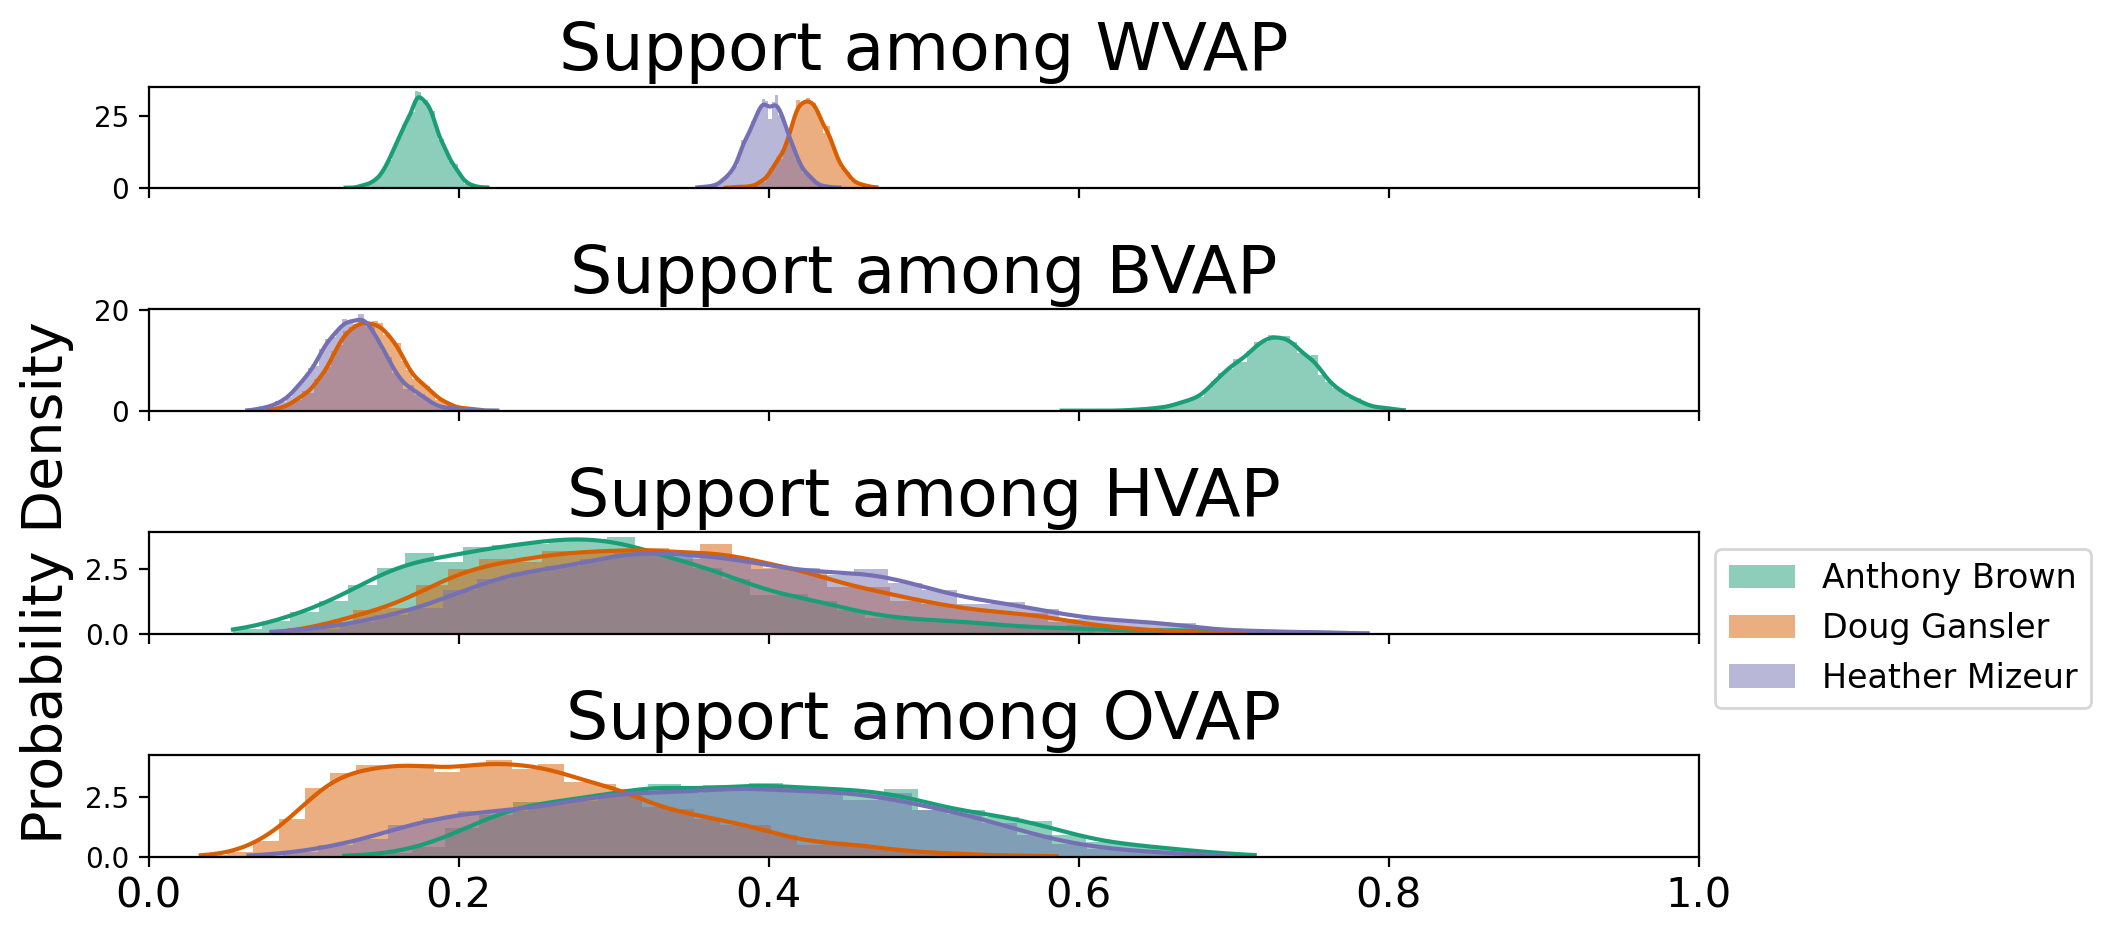 Support among WVAP
25
0
Support among BVAP
20
0
Support among HVAP
2.5
0.0
Support among OVAP
2.5
0.0
0.0 0.2 0.4 0.6 0.8 1.0
Probability Density
Anthony Brown
Doug Gansler
Heather Mizeur